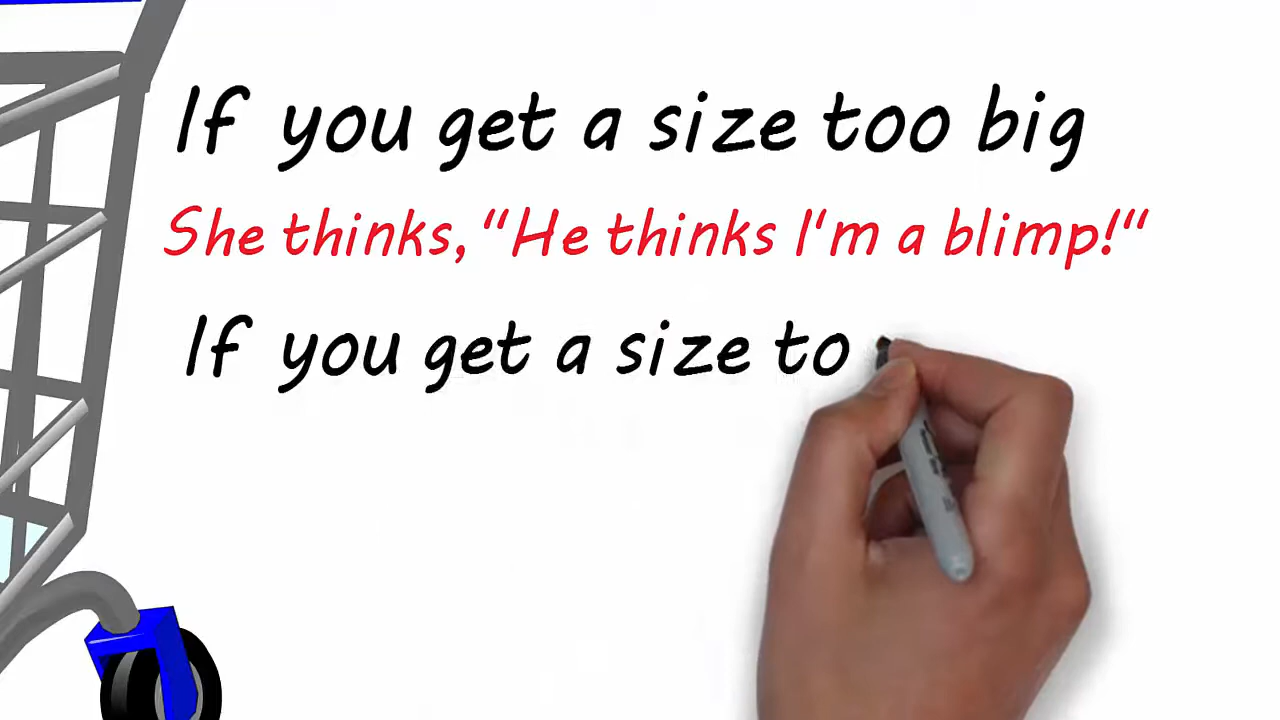 If you get a size too big
She thinks, "He thinks I'm a blimp!"
If you get a size to